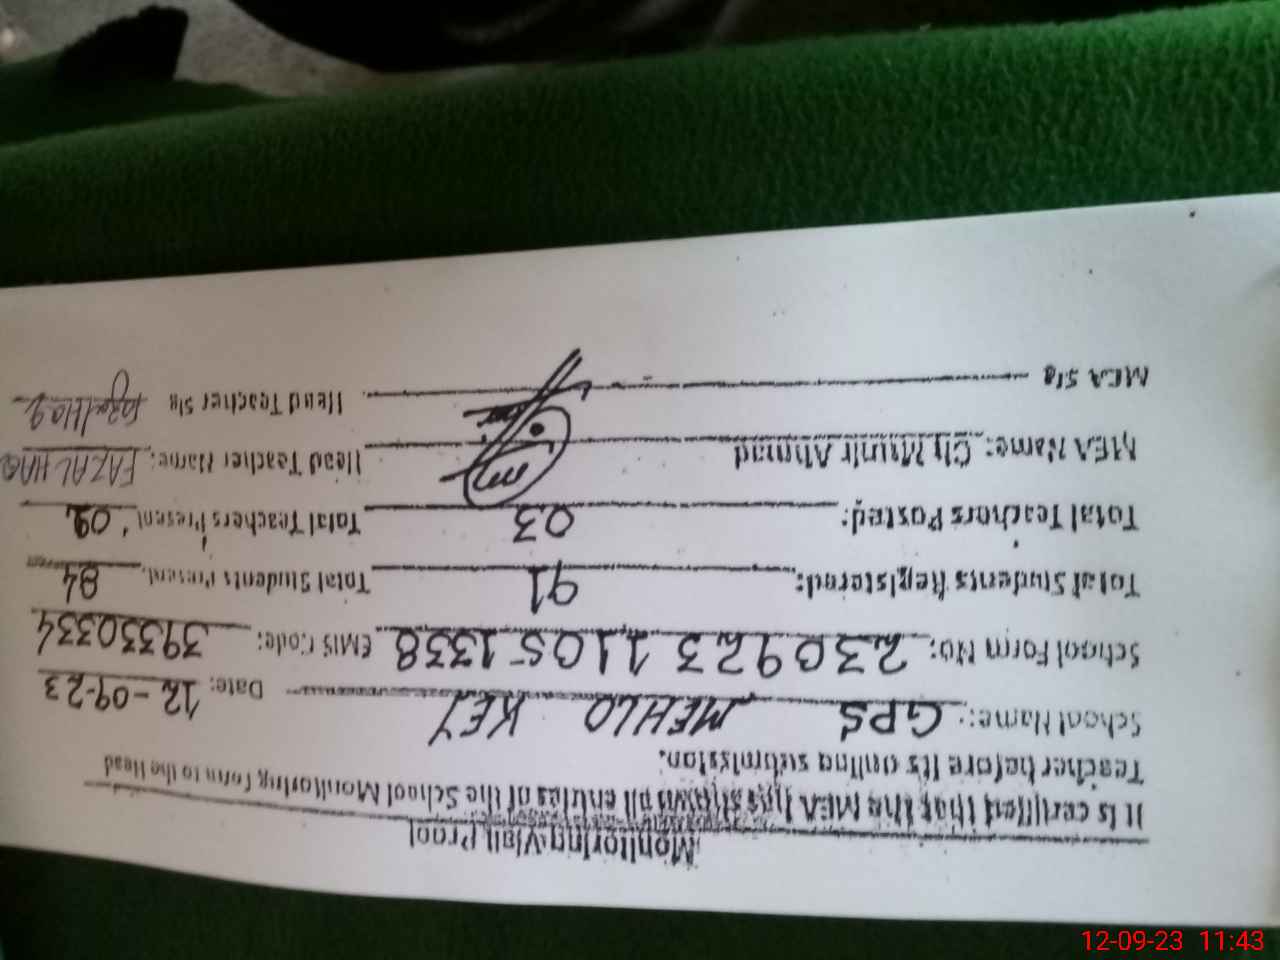 Monitoring Visit Proof
It is certified that the MEA has shown all entries of the School Monitoring Form to the Head
Teacher before it's online submission.
School Name: GPS MEHLO KEY Date: 12-09-23
School Form No: 230923 1105 1338 EMIS Code: 39330334
Total Students Registered: 91 Total Students Present 84
Total Teachers Posted: 03 Total Teachers Present 02
MEA Name: Ch Munir Ahmad Head Teacher Name: FAZAL HAQ
MEA Sig Head Teacher Sig Fazal Haq
12-09-23 11:43